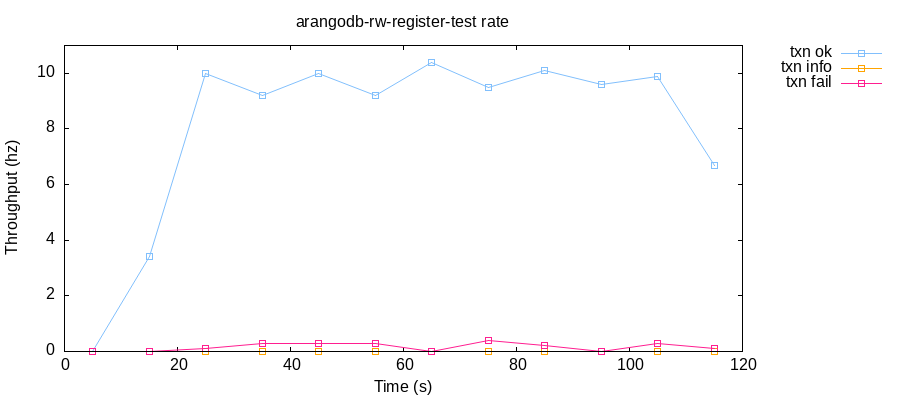 arangodb-rw-register-test rate
txn ok
txn info
txn fail
Throughput (hz)
10
8
6
4
2
0
0 20 40 60 80 100 120
Time (s)